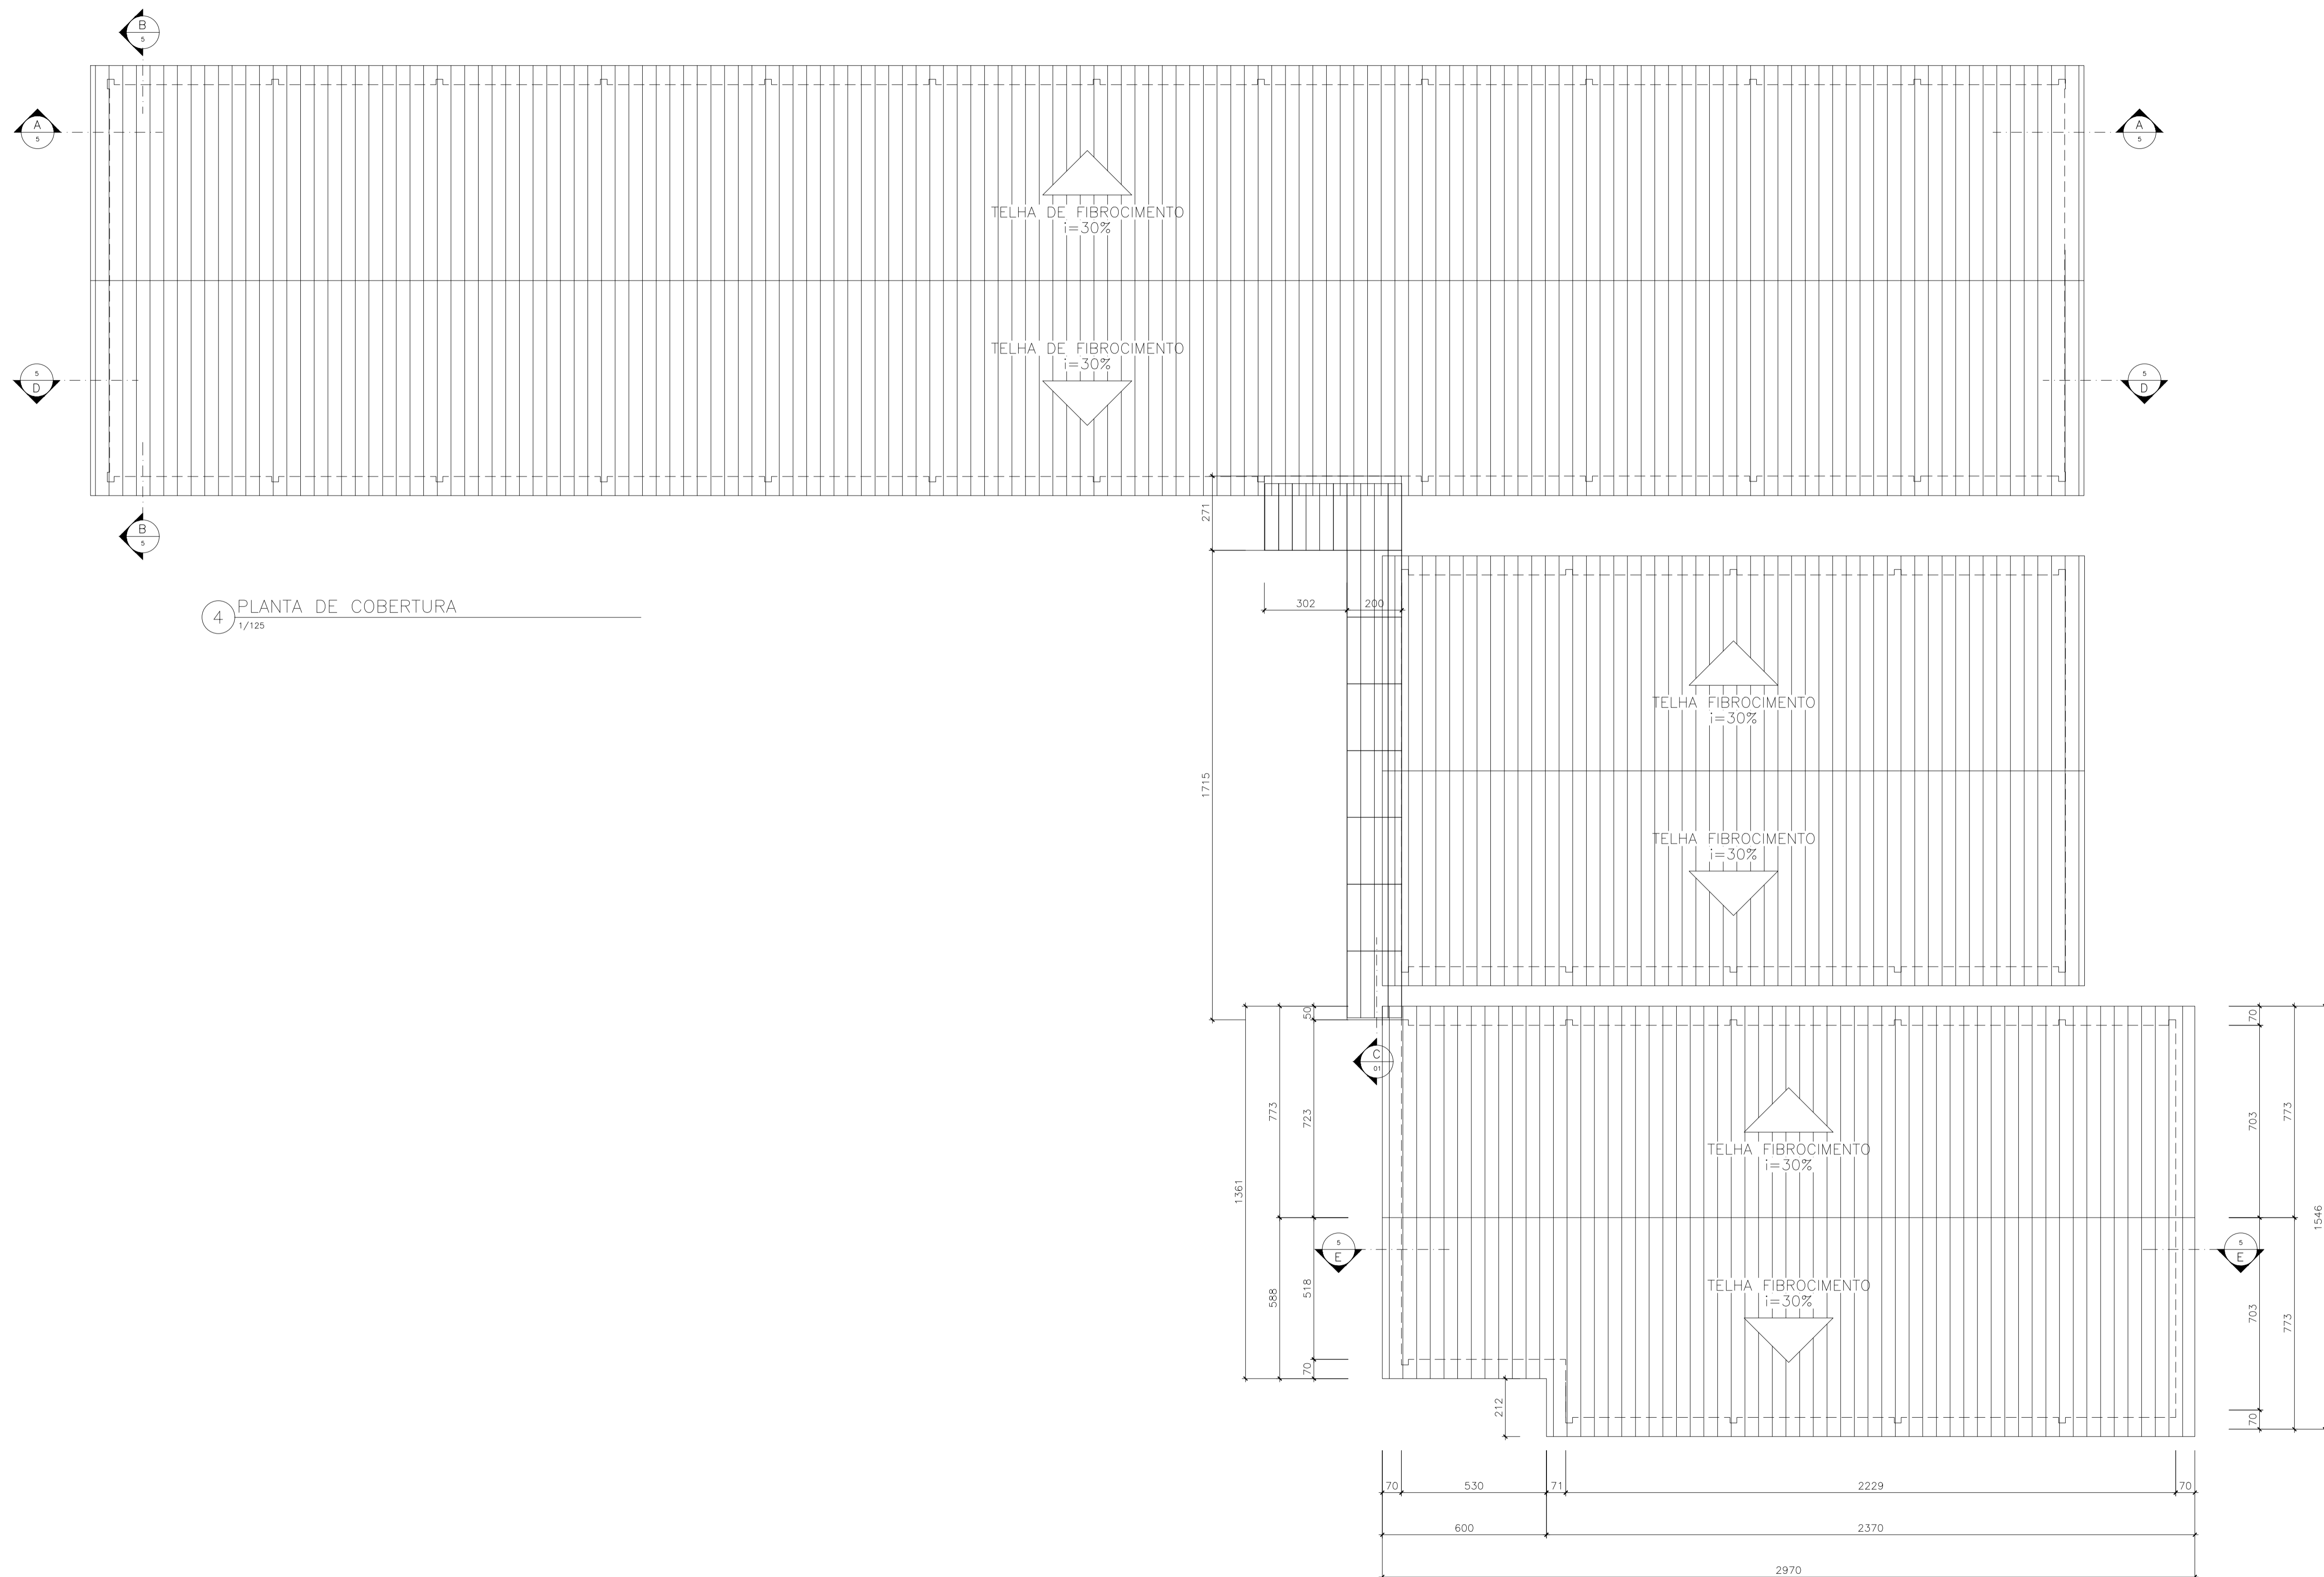 B
5
A
5
A
5
TELHA DE FIBROCIMENTO
i=30%
TELHA DE FIBROCIMENTO
i=30%
5
D
5
D
B
5
271
4
PLANTA DE COBERTURA
1/125
302
200
1715
TELHA FIBROCIMENTO
i=30%
TELHA FIBROCIMENTO
i=30%
50
70
C
01
773
723
703
773
TELHA FIBROCIMENTO
i=30%
1361
1546
5
E
5
E
588
518
703
773
TELHA FIBROCIMENTO
i=30%
70
212
70
70
530
71
2229
70
600
2370
2970